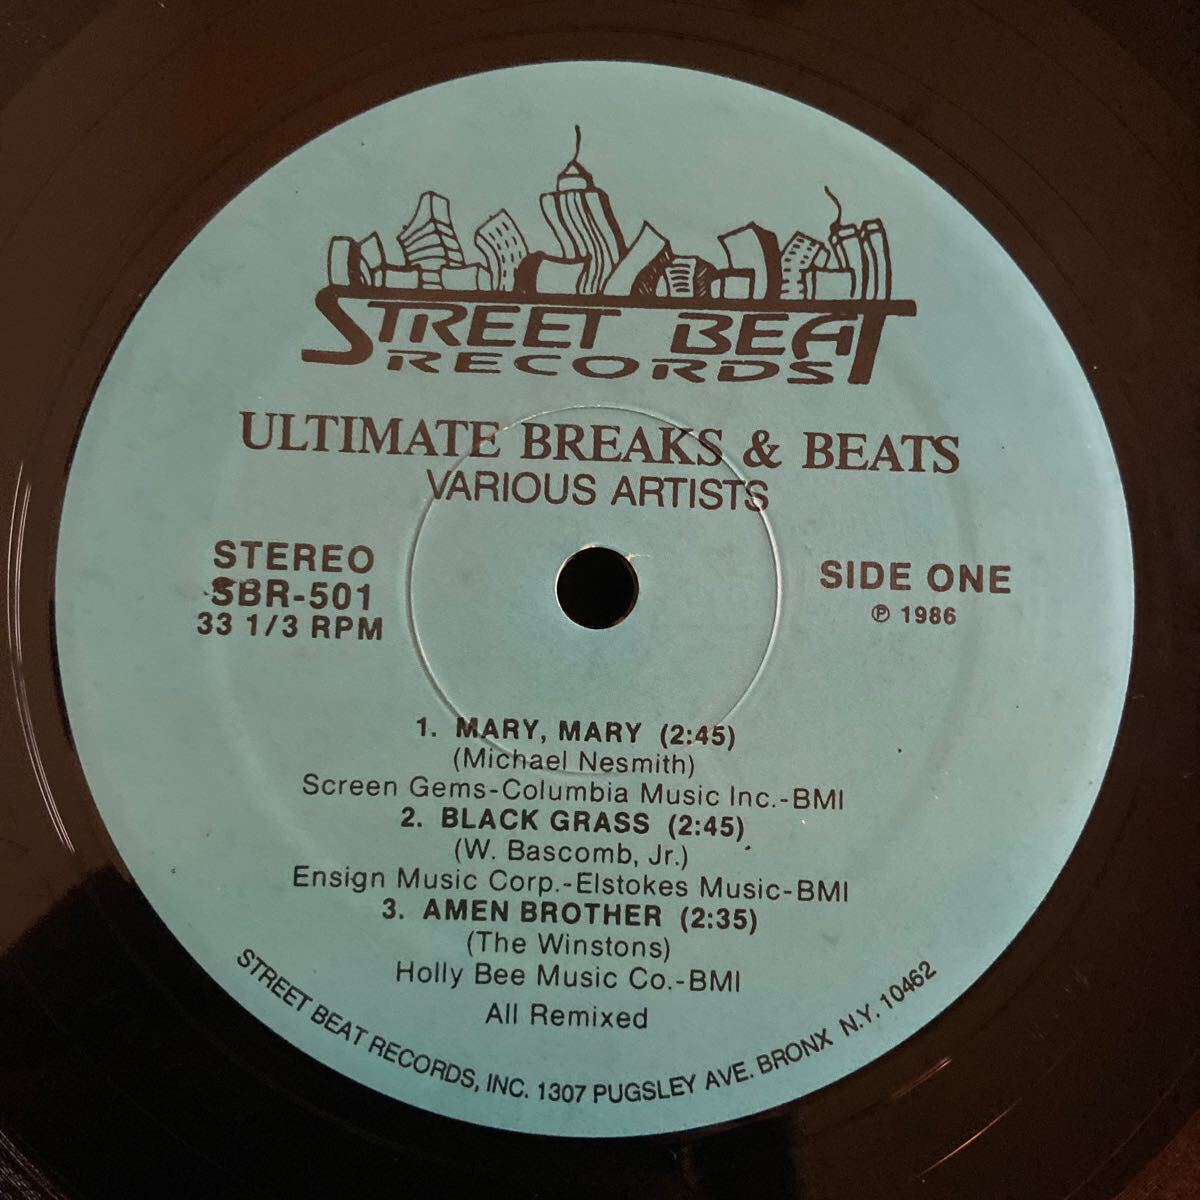 STREET BEAT
RECORDS
ULTIMATE BREAKS & BEATS
VARIOUS ARTISTS
STEREO
SBR-501
33 1/3 RPM
SIDE ONE
℗ 1986
1. MARY, MARY (2:45)
(Michael Nesmith)
Screen Gems-Columbia Music Inc.-BMI
2. BLACK GRASS (2:45)
(W. Bascomb, Jr.)
Ensign Music Corp.-Elstokes Music-BMI
3. AMEN BROTHER (2:35)
(The Winstons)
Holly Bee Music Co.-BMI
All Remixed
STREET BEAT RECORDS, INC. 1307 PUGSLEY AVE. BRONX N.Y. 10462